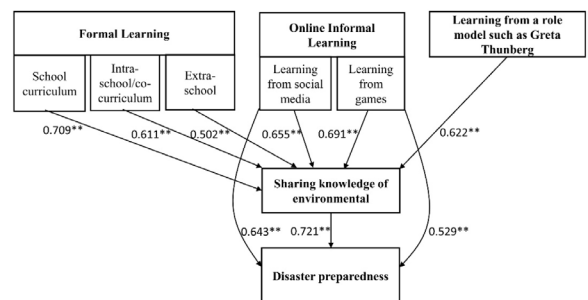 Formal Learning
Online Informal
Learning
Learning from a role
model such as Greta
Thunberg
School
curriculum
Intra-
school/co-
curriculum
Extra-
school
Learning
from social
media
Learning
from
games
0.709**
0.611**
0.502**
0.655**
0.691**
0.622**
Sharing knowledge of
environmental
0.643**
0.721**
0.529**
Disaster preparedness